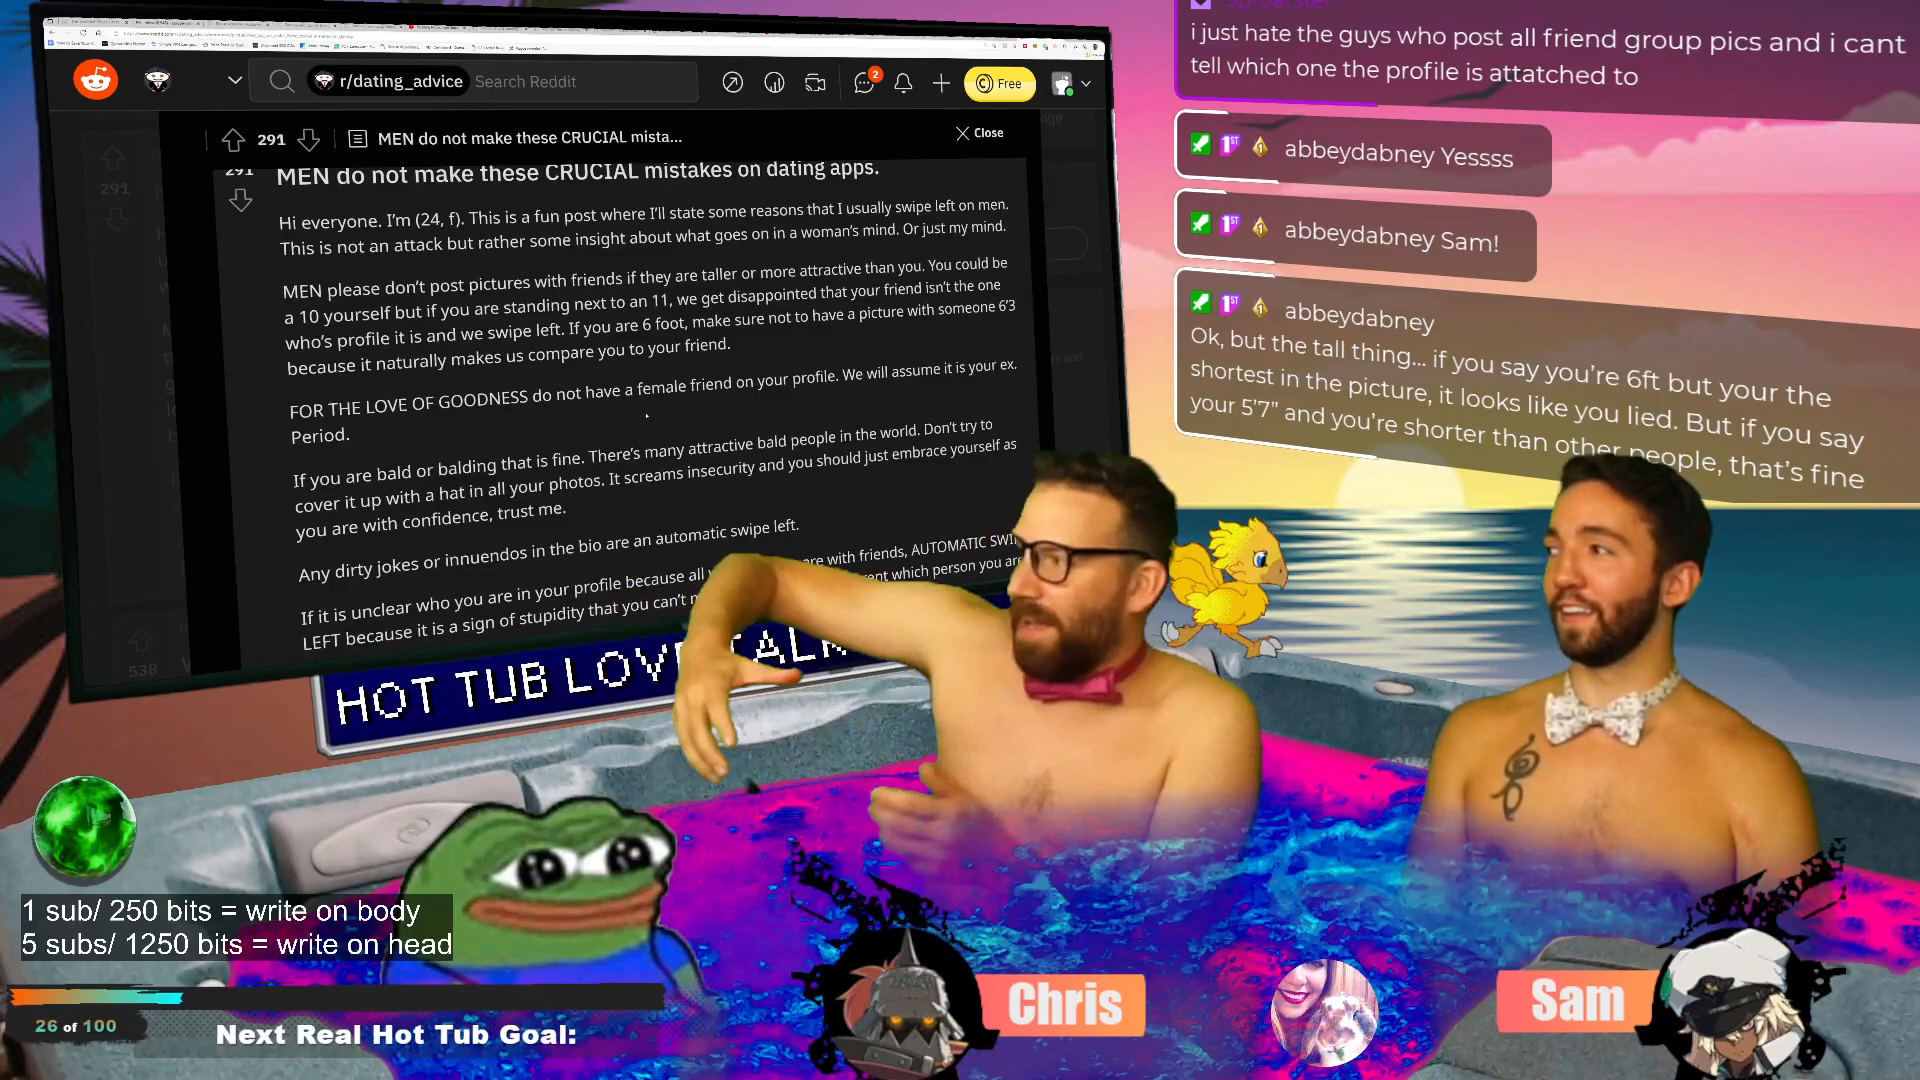 r/dating_advice
Search Reddit
2
Free
291
MEN do not make these CRUCIAL mista...
Close
291
MEN do not make these CRUCIAL mistakes on dating apps.
Hi everyone. I'm (24, f). This is a fun post where I'll state some reasons that I usually swipe left on men.
This is not an attack but rather some insight about what goes on in a woman's mind. Or just my mind.
MEN please don't post pictures with friends if they are taller or more attractive than you. You could be
a 10 yourself but if you are standing next to an 11, we get disappointed that your friend isn't the one
who's profile it is and we swipe left. If you are 6 foot, make sure not to have a picture with someone 6'3
because it naturally makes us compare you to your friend.
FOR THE LOVE OF GOODNESS do not have a female friend on your profile. We will assume it is your ex.
Period.
If you are bald or balding that is fine. There's many attractive bald people in the world. Don't try to
cover it up with a hat in all your photos. It screams insecurity and you should just embrace yourself as
you are with confidence, trust me.
Any dirty jokes or innuendos in the bio are an automatic swipe left.
If it is unclear who you are in your profile because all
are with friends, AUTOMATIC
LEFT because it is a sign of stupidity that you can't
which person you are
291
538
HOT TUB LOVE TALK
i just hate the guys who post all friend group pics and i cant
tell which one the profile is attatched to
1ST abbeydabney Yessss
1ST abbeydabney Sam!
1ST abbeydabney
Ok, but the tall thing... if you say you're 6ft but your the
shortest in the picture, it looks like you lied. But if you say
your 5'7" and you're shorter than other people, that's fine
1 sub/ 250 bits = write on body
5 subs/ 1250 bits = write on head
26 of 100
Next Real Hot Tub Goal:
Chris
Sam